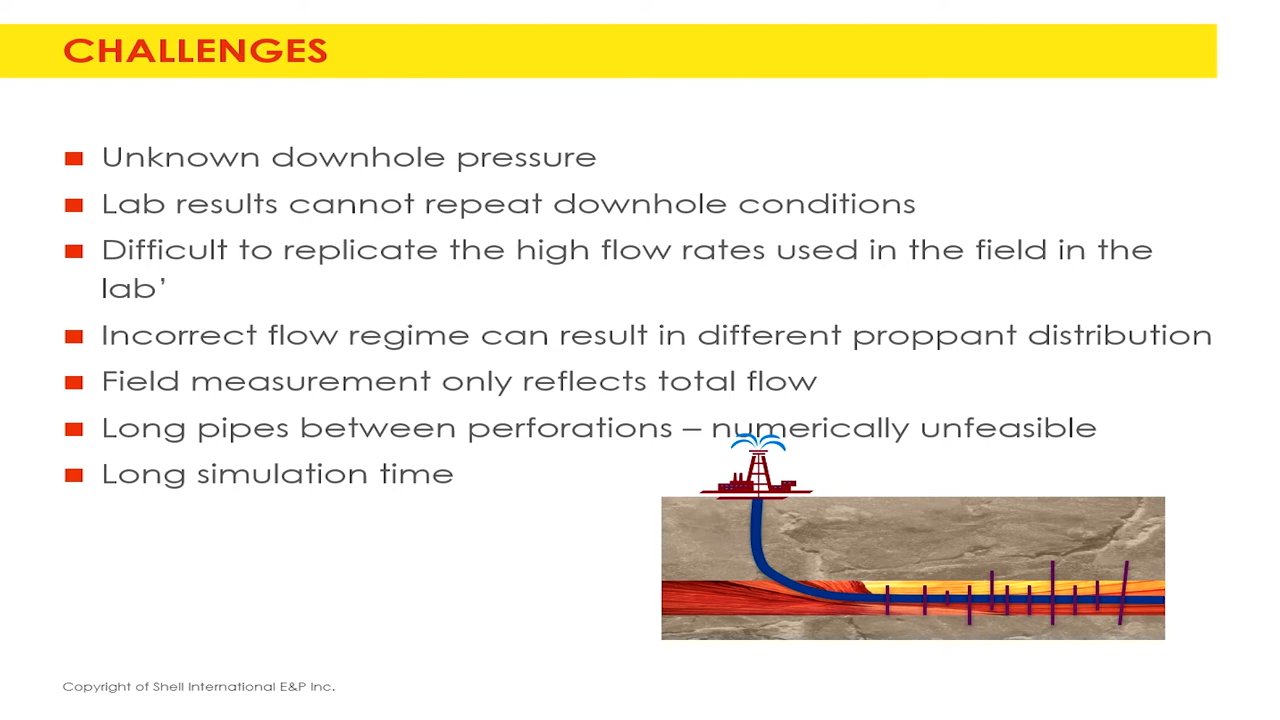 CHALLENGES
Unknown downhole pressure
Lab results cannot repeat downhole conditions
Difficult to replicate the high flow rates used in the field in the
lab’
Incorrect flow regime can result in different proppant distribution
Field measurement only reflects total flow
Long pipes between perforations – numerically unfeasible
Long simulation time
Copyright of Shell International E&P Inc.